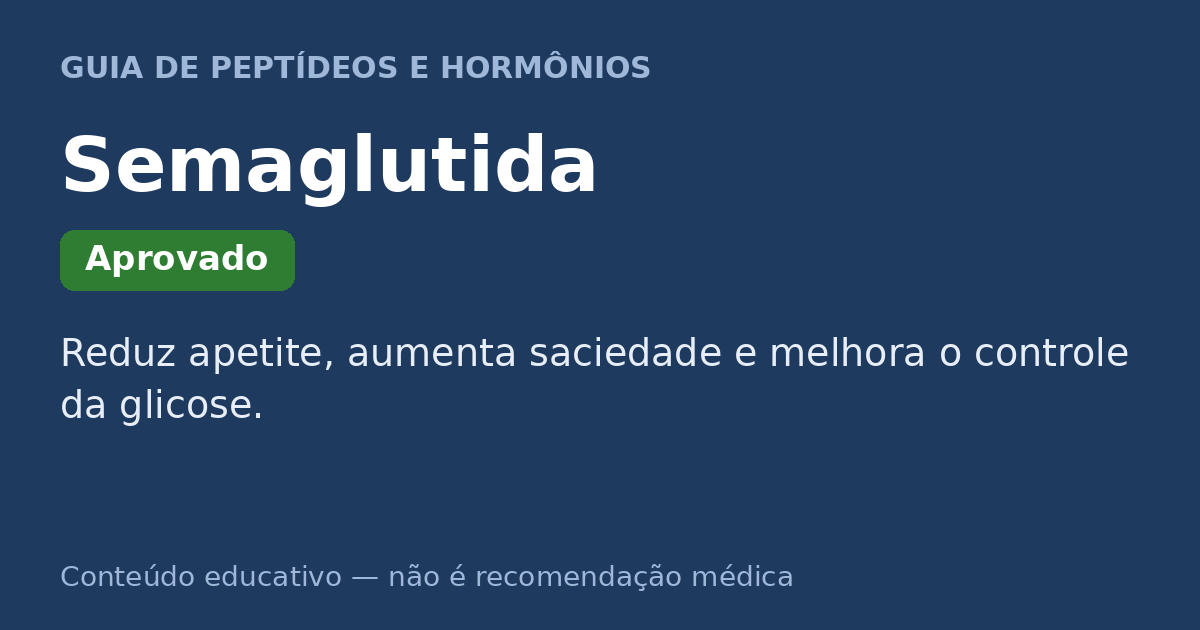 GUIA DE PEPTÍDEOS E HORMÔNIOS
Semaglutida
Aprovado
Reduz apetite, aumenta saciedade e melhora o controle
da glicose.
Conteúdo educativo — não é recomendação médica